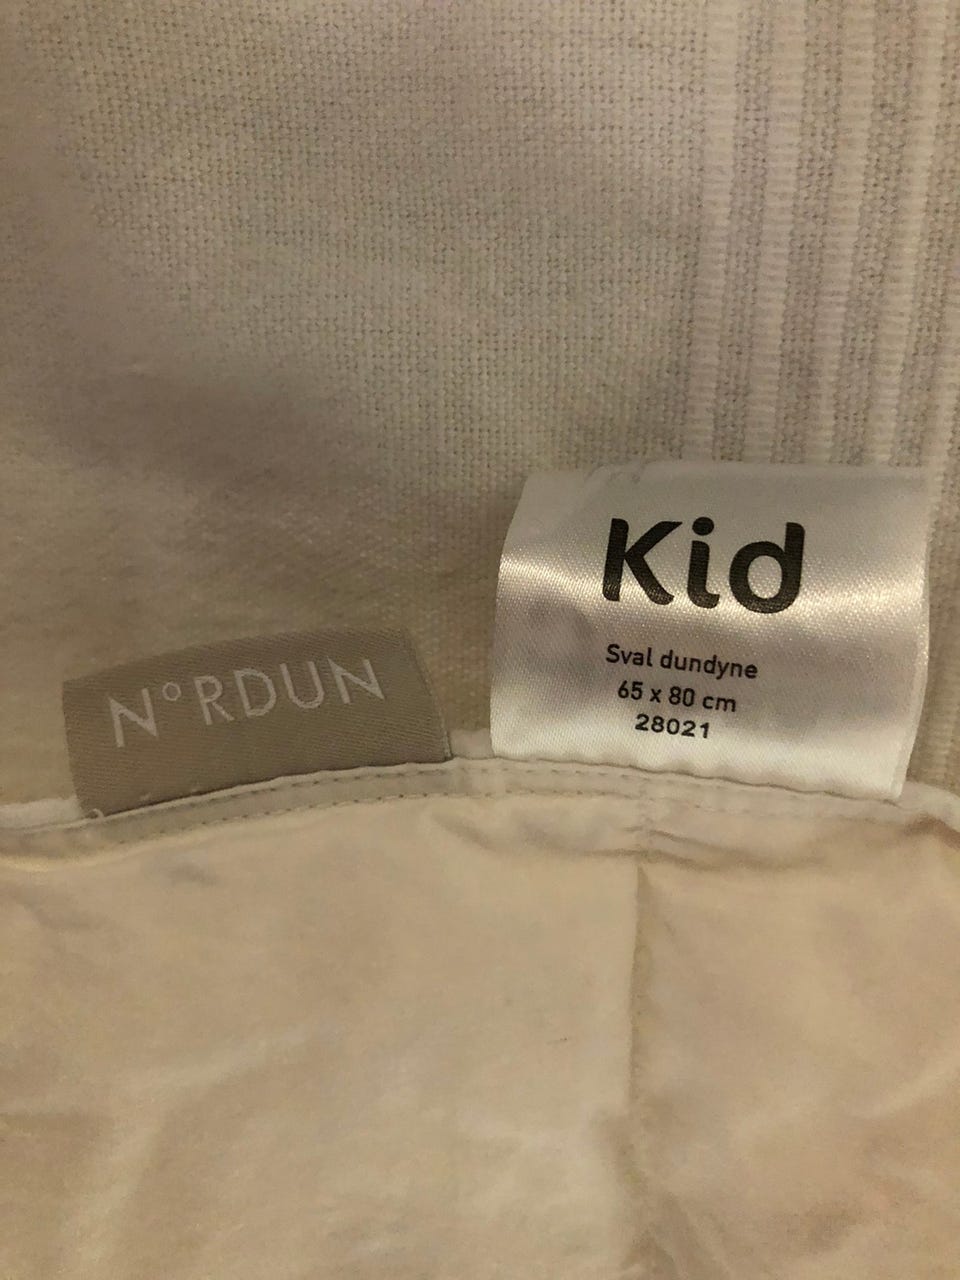 N°RDUN
Kid
Sval dundyne
65 x 80 cm
28021